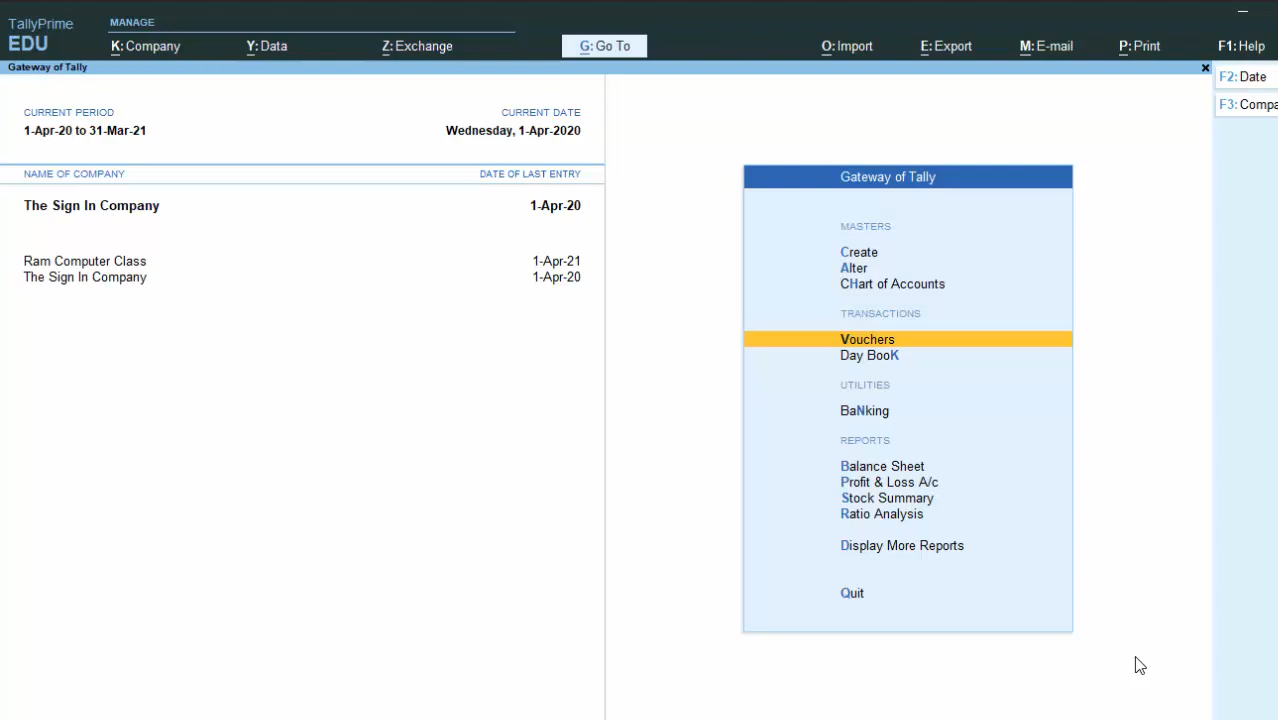 TallyPrime
EDU
MANAGE
K: Company
Y: Data
Z: Exchange
G: Go To
O: Import
E: Export
M: E-mail
P: Print
F1: Help
Gateway of Tally
F2: Date
F3: Compa
CURRENT PERIOD
CURRENT DATE
1-Apr-20 to 31-Mar-21
Wednesday, 1-Apr-2020
NAME OF COMPANY
DATE OF LAST ENTRY
The Sign In Company
1-Apr-20
Ram Computer Class
1-Apr-21
The Sign In Company
1-Apr-20
Gateway of Tally
MASTERS
Create
Alter
CHart of Accounts
TRANSACTIONS
Vouchers
Day BooK
UTILITIES
BaNking
REPORTS
Balance Sheet
Profit & Loss A/c
Stock Summary
Ratio Analysis
Display More Reports
Quit